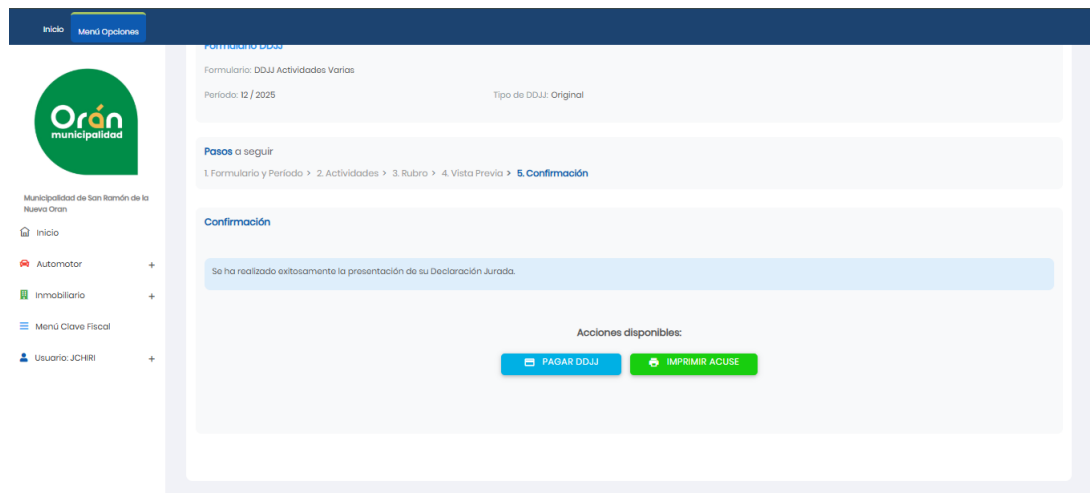 Inicio
Menú Opciones
Formulario DDJJ
Formulario: DDJJ Actividades Varias
Período: 12 / 2025
Tipo de DDJJ: Original
Orán
municipalidad
Pasos a seguir
1. Formulario y Período > 2. Actividades > 3. Rubro > 4. Vista Previa > 5. Confirmación
Municipalidad de San Ramón de la
Nueva Oran
Inicio
Automotor +
Inmobiliario +
Menú Clave Fiscal
Usuario: JCHIRI +
Confirmación
Se ha realizado exitosamente la presentación de su Declaración Jurada.
Acciones disponibles:
PAGAR DDJJ
IMPRIMIR ACUSE